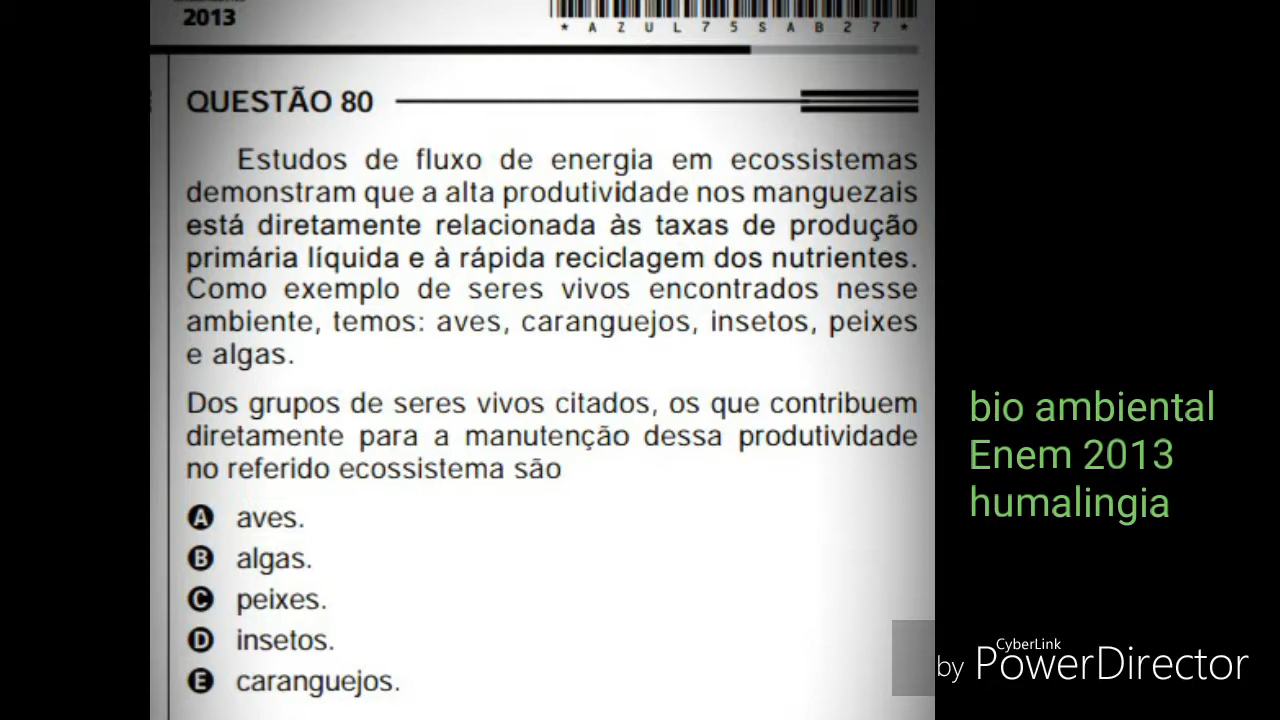 2013
* A Z U L 7 5 S A B 2 7 *
QUESTÃO 80
Estudos de fluxo de energia em ecossistemas
demonstram que a alta produtividade nos manguezais
está diretamente relacionada às taxas de produção
primária líquida e à rápida reciclagem dos nutrientes.
Como exemplo de seres vivos encontrados nesse
ambiente, temos: aves, caranguejos, insetos, peixes
e algas.
Dos grupos de seres vivos citados, os que contribuem
diretamente para a manutenção dessa produtividade
no referido ecossistema são
A aves.
B algas.
C peixes.
D insetos.
E caranguejos.
bio ambiental
Enem 2013
humalingia
CyberLink
by PowerDirector